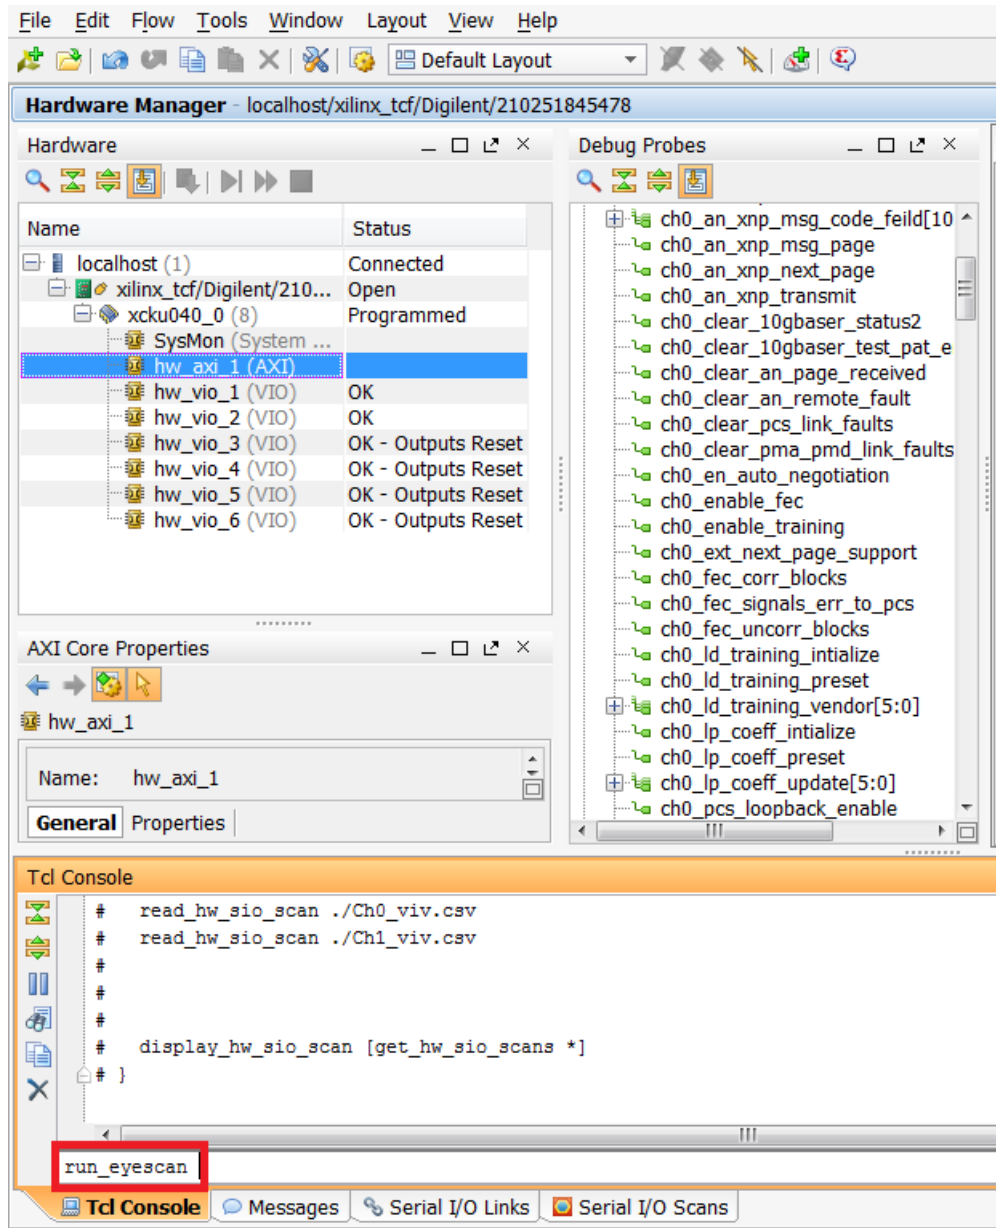 File Edit Flow Tools Window Layout View Help
Default Layout
Hardware Manager - localhost/xilinx_tcf/Digilent/210251845478
Hardware
Name Status
localhost (1) Connected
xilinx_tcf/Digilent/210... Open
xcku040_0 (8) Programmed
SysMon (System ...
hw_axi_1 (AXI)
hw_vio_1 (VIO) OK
hw_vio_2 (VIO) OK
hw_vio_3 (VIO) OK - Outputs Reset
hw_vio_4 (VIO) OK - Outputs Reset
hw_vio_5 (VIO) OK - Outputs Reset
hw_vio_6 (VIO) OK - Outputs Reset
Debug Probes
ch0_an_xnp_msg_code_feild[10
ch0_an_xnp_msg_page
ch0_an_xnp_next_page
ch0_an_xnp_transmit
ch0_clear_10gbaser_status2
ch0_clear_10gbaser_test_pat_e
ch0_clear_an_page_received
ch0_clear_an_remote_fault
ch0_clear_pcs_link_faults
ch0_clear_pma_pmd_link_faults
ch0_en_auto_negotiation
ch0_enable_fec
ch0_enable_training
ch0_ext_next_page_support
ch0_fec_corr_blocks
ch0_fec_signals_err_to_pcs
ch0_fec_uncorr_blocks
ch0_ld_training_intialize
ch0_ld_training_preset
ch0_ld_training_vendor[5:0]
ch0_lp_coeff_intialize
ch0_lp_coeff_preset
ch0_lp_coeff_update[5:0]
ch0_pcs_loopback_enable
AXI Core Properties
hw_axi_1
Name: hw_axi_1
General Properties
Tcl Console
# read_hw_sio_scan ./Ch0_viv.csv
# read_hw_sio_scan ./Ch1_viv.csv
#
#
#
# display_hw_sio_scan [get_hw_sio_scans *]
# }
run_eyescan
Tcl Console Messages Serial I/O Links Serial I/O Scans